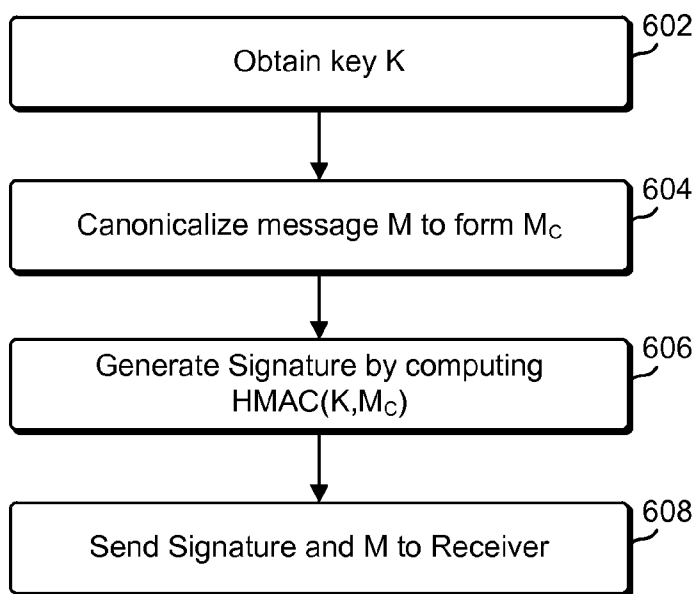 602
Obtain key K
604
Canonicalize message M to form M_C
606
Generate Signature by computing
HMAC(K,M_C)
608
Send Signature and M to Receiver